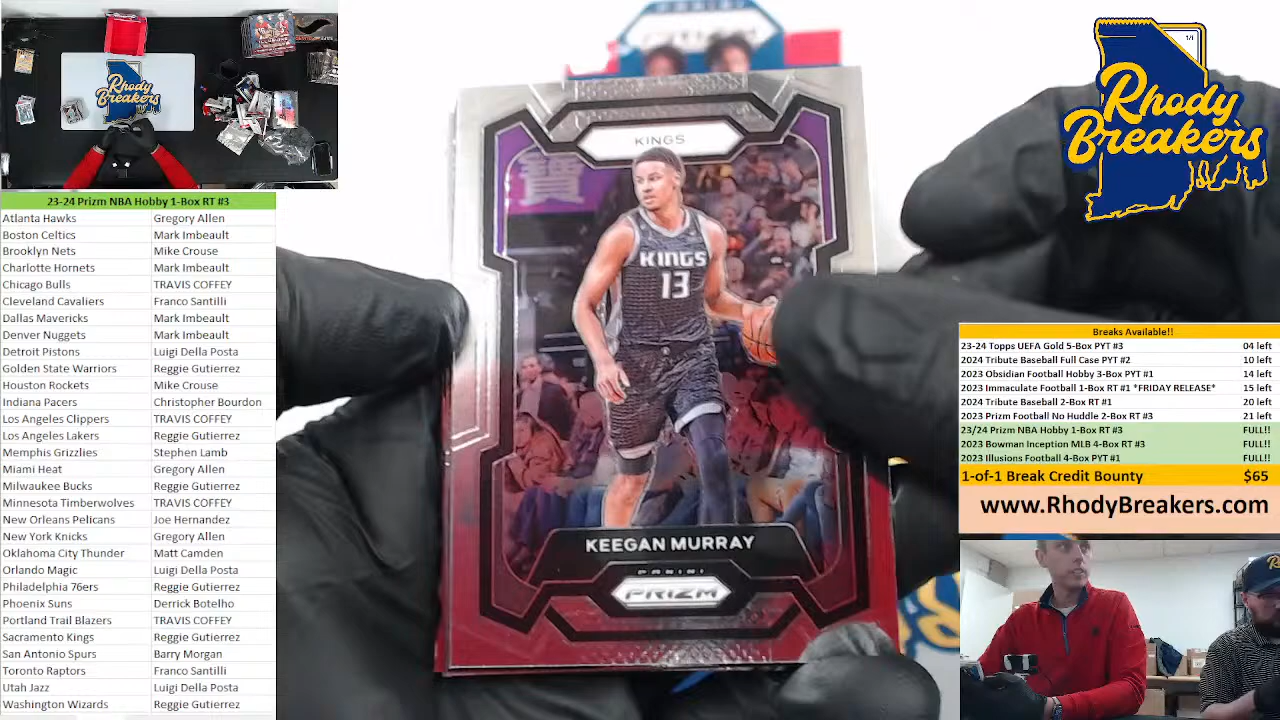 Rhody
Breakers
23-24 Prizm NBA Hobby 1-Box RT #3
Atlanta Hawks Gregory Allen
Boston Celtics Mark Imbeault
Brooklyn Nets Mike Crouse
Charlotte Hornets Mark Imbeault
Chicago Bulls TRAVIS COFFEY
Cleveland Cavaliers Franco Santilli
Dallas Mavericks Mark Imbeault
Denver Nuggets Mark Imbeault
Detroit Pistons Luigi Della Posta
Golden State Warriors Reggie Gutierrez
Houston Rockets Mike Crouse
Indiana Pacers Christopher Bourdon
Los Angeles Clippers TRAVIS COFFEY
Los Angeles Lakers Reggie Gutierrez
Memphis Grizzlies Stephen Lamb
Miami Heat Gregory Allen
Milwaukee Bucks Reggie Gutierrez
Minnesota Timberwolves TRAVIS COFFEY
New Orleans Pelicans Joe Hernandez
New York Knicks Gregory Allen
Oklahoma City Thunder Matt Camden
Orlando Magic Luigi Della Posta
Philadelphia 76ers Reggie Gutierrez
Phoenix Suns Derrick Botelho
Portland Trail Blazers TRAVIS COFFEY
Sacramento Kings Reggie Gutierrez
San Antonio Spurs Barry Morgan
Toronto Raptors Franco Santilli
Utah Jazz Luigi Della Posta
Washington Wizards Reggie Gutierrez
KINGS
寶
KINGS
13
KEEGAN MURRAY
PANINI
PRIZM
1/1
Rhody
Breakers
Breaks Available!!
23-24 Topps UEFA Gold 5-Box PYT #3 04 left
2024 Tribute Baseball Full Case PYT #2 10 left
2023 Obsidian Football Hobby 3-Box PYT #1 14 left
2023 Immaculate Football 1-Box RT #1 *FRIDAY RELEASE* 15 left
2024 Tribute Baseball 2-Box RT #1 20 left
2023 Prizm Football No Huddle 2-Box RT #3 21 left
23/24 Prizm NBA Hobby 1-Box RT #3 FULL!!
2023 Bowman Inception MLB 4-Box RT #3 FULL!!
2023 Illusions Football 4-Box PYT #1 FULL!!
1-of-1 Break Credit Bounty $65
www.RhodyBreakers.com